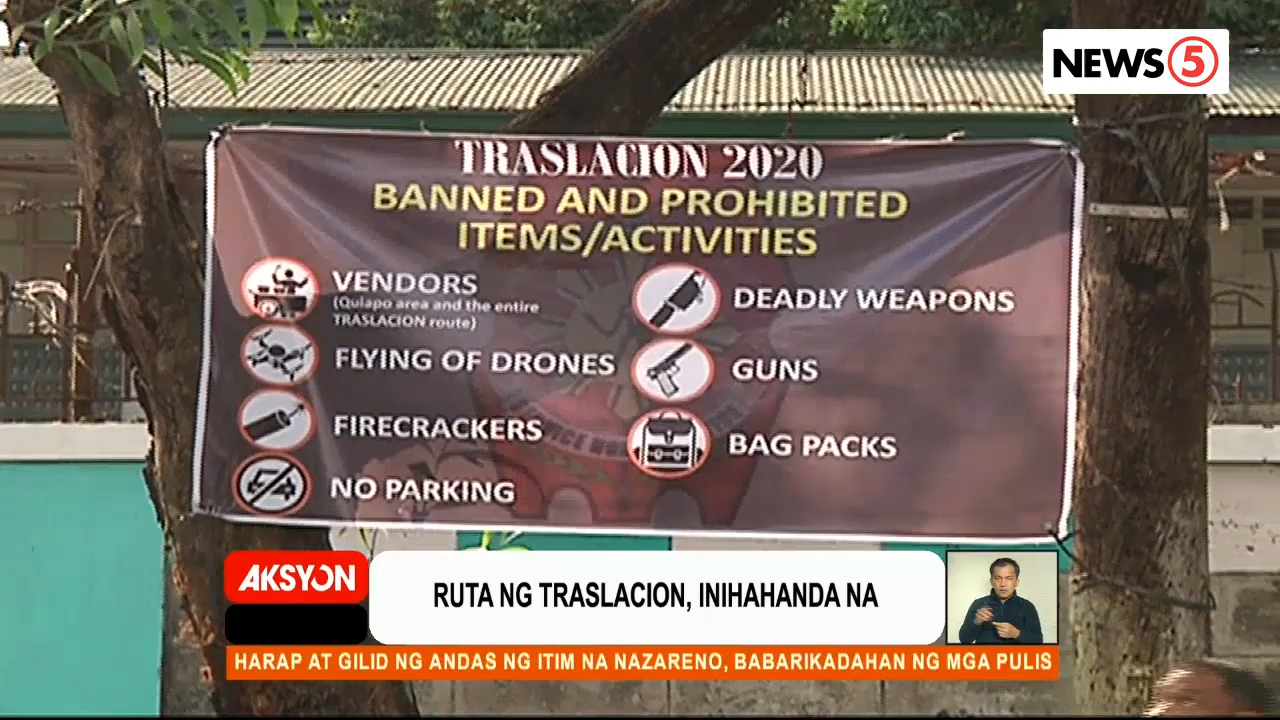 NEWS 5
TRASLACION 2020
BANNED AND PROHIBITED
ITEMS/ACTIVITIES
VENDORS
(Quiapo area and the entire
TRASLACION route)
FLYING OF DRONES
FIRECRACKERS
NO PARKING
DEADLY WEAPONS
GUNS
BAG PACKS
AKSYON
RUTA NG TRASLACION, INIHAHANDA NA
HARAP AT GILID NG ANDAS NG ITIM NA NAZARENO, BABARIKADAHAN NG MGA PULIS